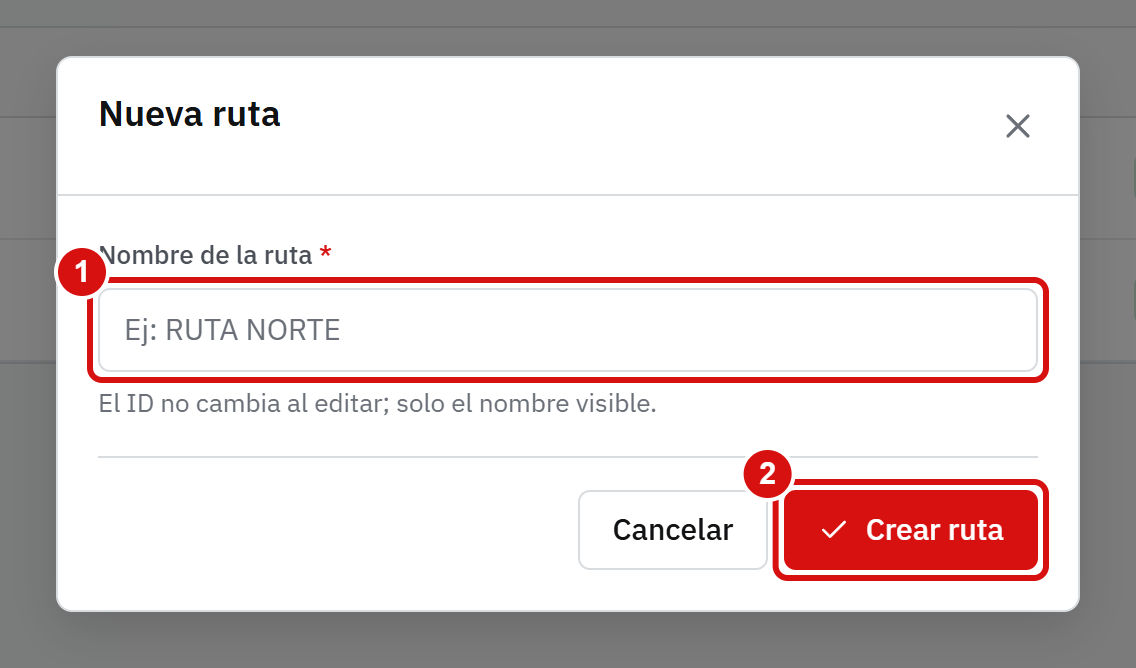 Nueva ruta
Nombre de la ruta *
1
Ej: RUTA NORTE
El ID no cambia al editar; solo el nombre visible.
2
Cancelar
Crear ruta